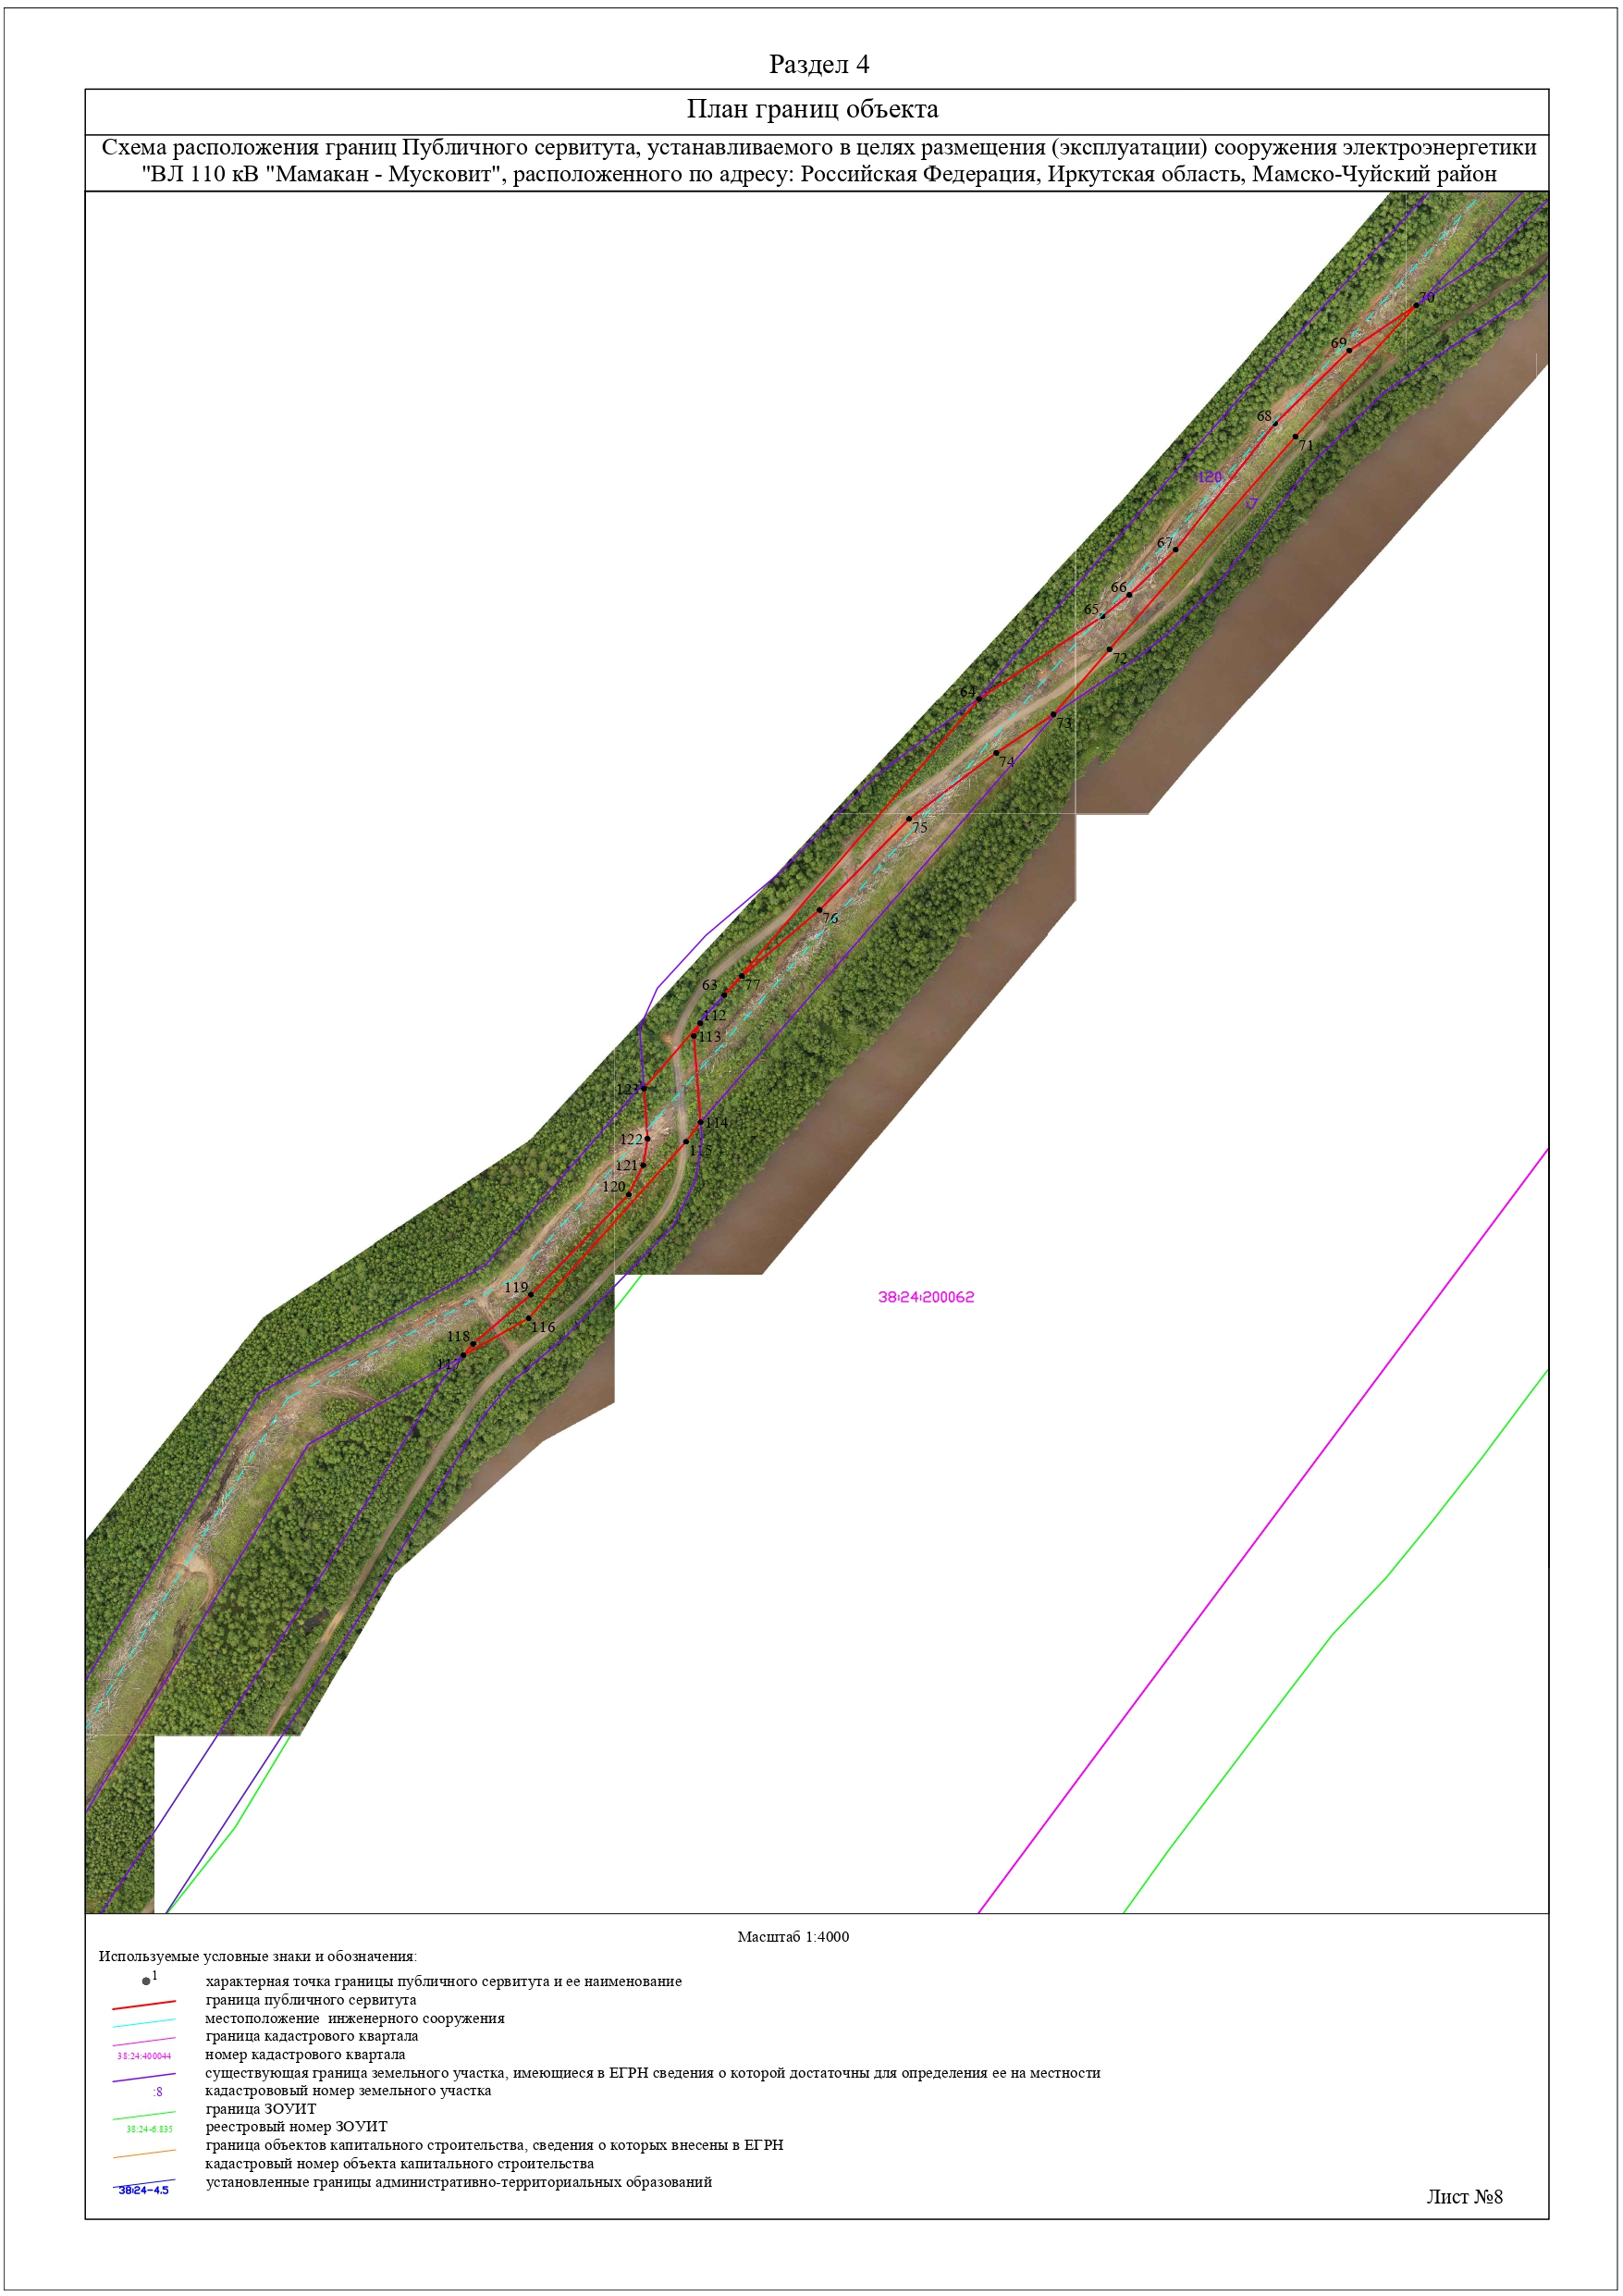 Раздел 4
План границ объекта
Схема расположения границ Публичного сервитута, устанавливаемого в целях размещения (эксплуатации) сооружения электроэнергетики
"ВЛ 110 кВ "Мамакан - Мусковит", расположенного по адресу: Российская Федерация, Иркутская область, Мамско-Чуйский район
70
69
68
71
:120
:7
67
66
65
72
64
73
74
75
76
77
63
112
113
123
114
122
115
121
120
119
38:24:200062
116
118
117
Масштаб 1:4000
Используемые условные знаки и обозначения:
1 характерная точка границы публичного сервитута и ее наименование
граница публичного сервитута
местоположение инженерного сооружения
граница кадастрового квартала
38:24:400044 номер кадастрового квартала
существующая граница земельного участка, имеющиеся в ЕГРН сведения о которой достаточны для определения ее на местности
:8 кадастрововый номер земельного участка
граница ЗОУИТ
38:24-6.835 реестровый номер ЗОУИТ
граница объектов капитального строительства, сведения о которых внесены в ЕГРН
кадастровый номер объекта капитального строительства
38:24-4.5 установленные границы административно-территориальных образований
Лист №8